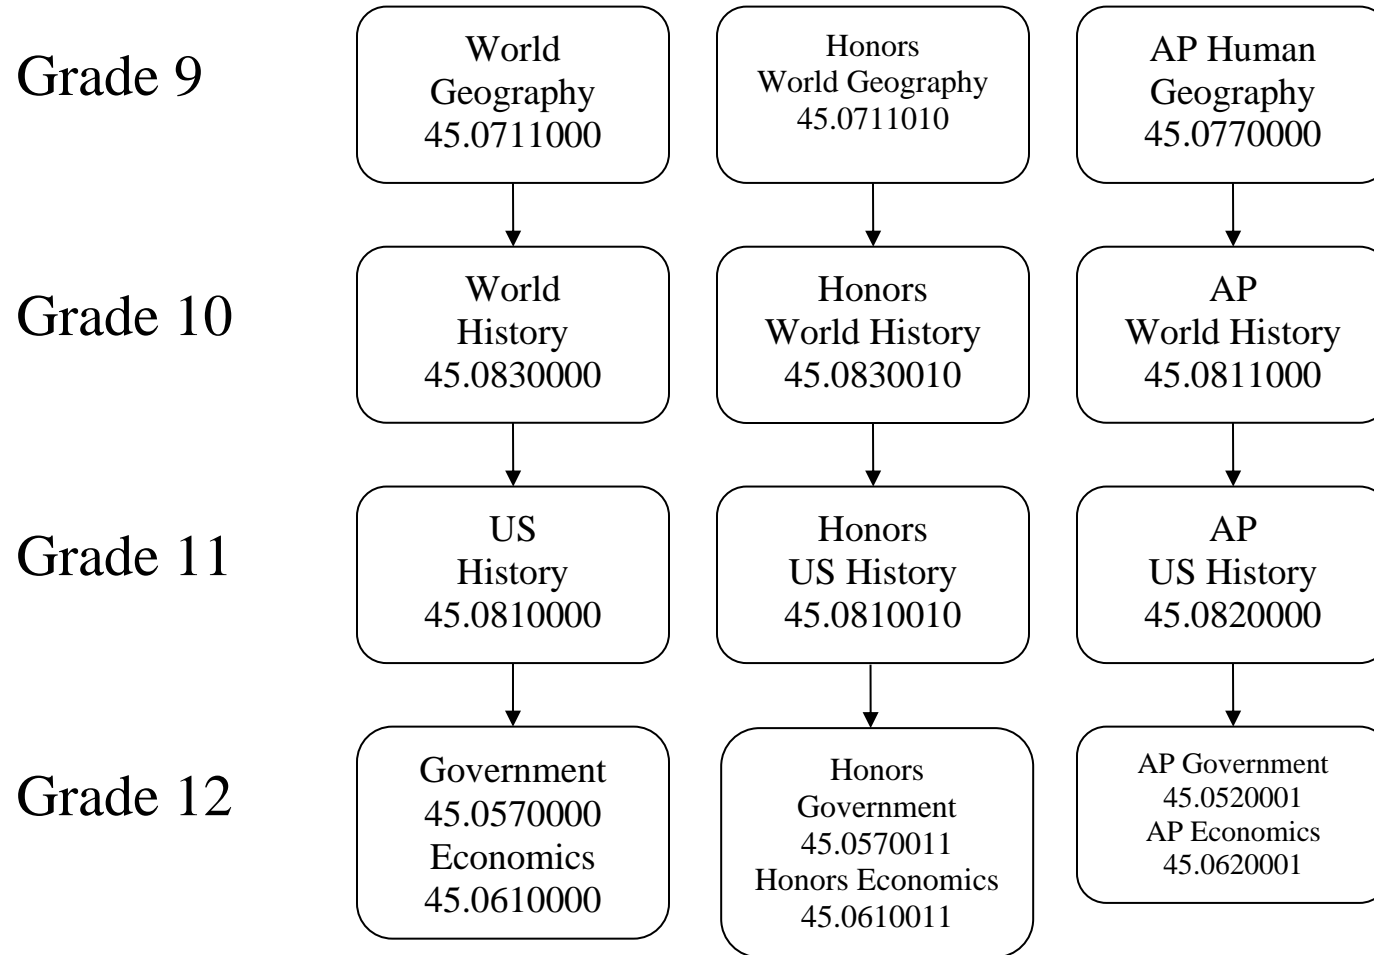 Grade 9
World
Geography
45.0711000
Honors
World Geography
45.0711010
AP Human
Geography
45.0770000
Grade 10
World
History
45.0830000
Honors
World History
45.0830010
AP
World History
45.0811000
Grade 11
US
History
45.0810000
Honors
US History
45.0810010
AP
US History
45.0820000
Grade 12
Government
45.0570000
Economics
45.0610000
Honors
Government
45.0570011
Honors Economics
45.0610011
AP Government
45.0520001
AP Economics
45.0620001